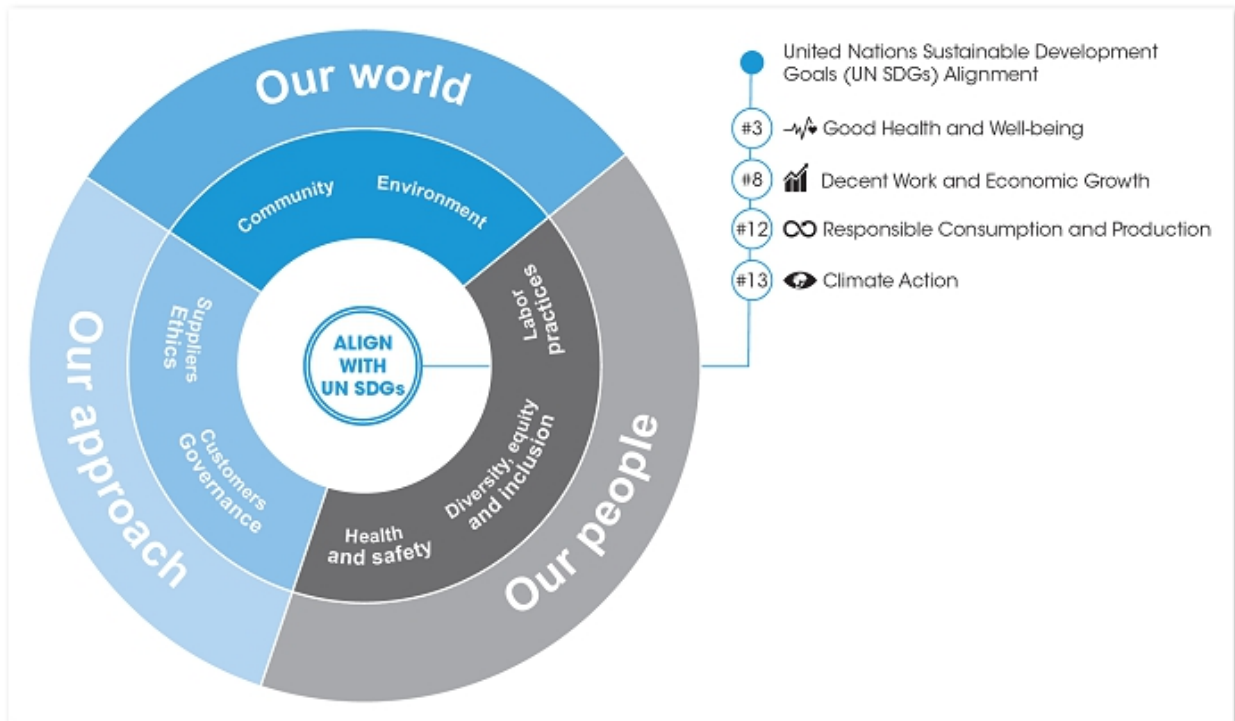 Our world
Community
Environment
Our approach
Suppliers
Ethics
Customers
Governance
Our people
Labor
practices
Diversity, equity
and inclusion
Health
and safety
ALIGN
WITH
UN SDGs
United Nations Sustainable Development
Goals (UN SDGs) Alignment
#3 Good Health and Well-being
#8 Decent Work and Economic Growth
#12 Responsible Consumption and Production
#13 Climate Action